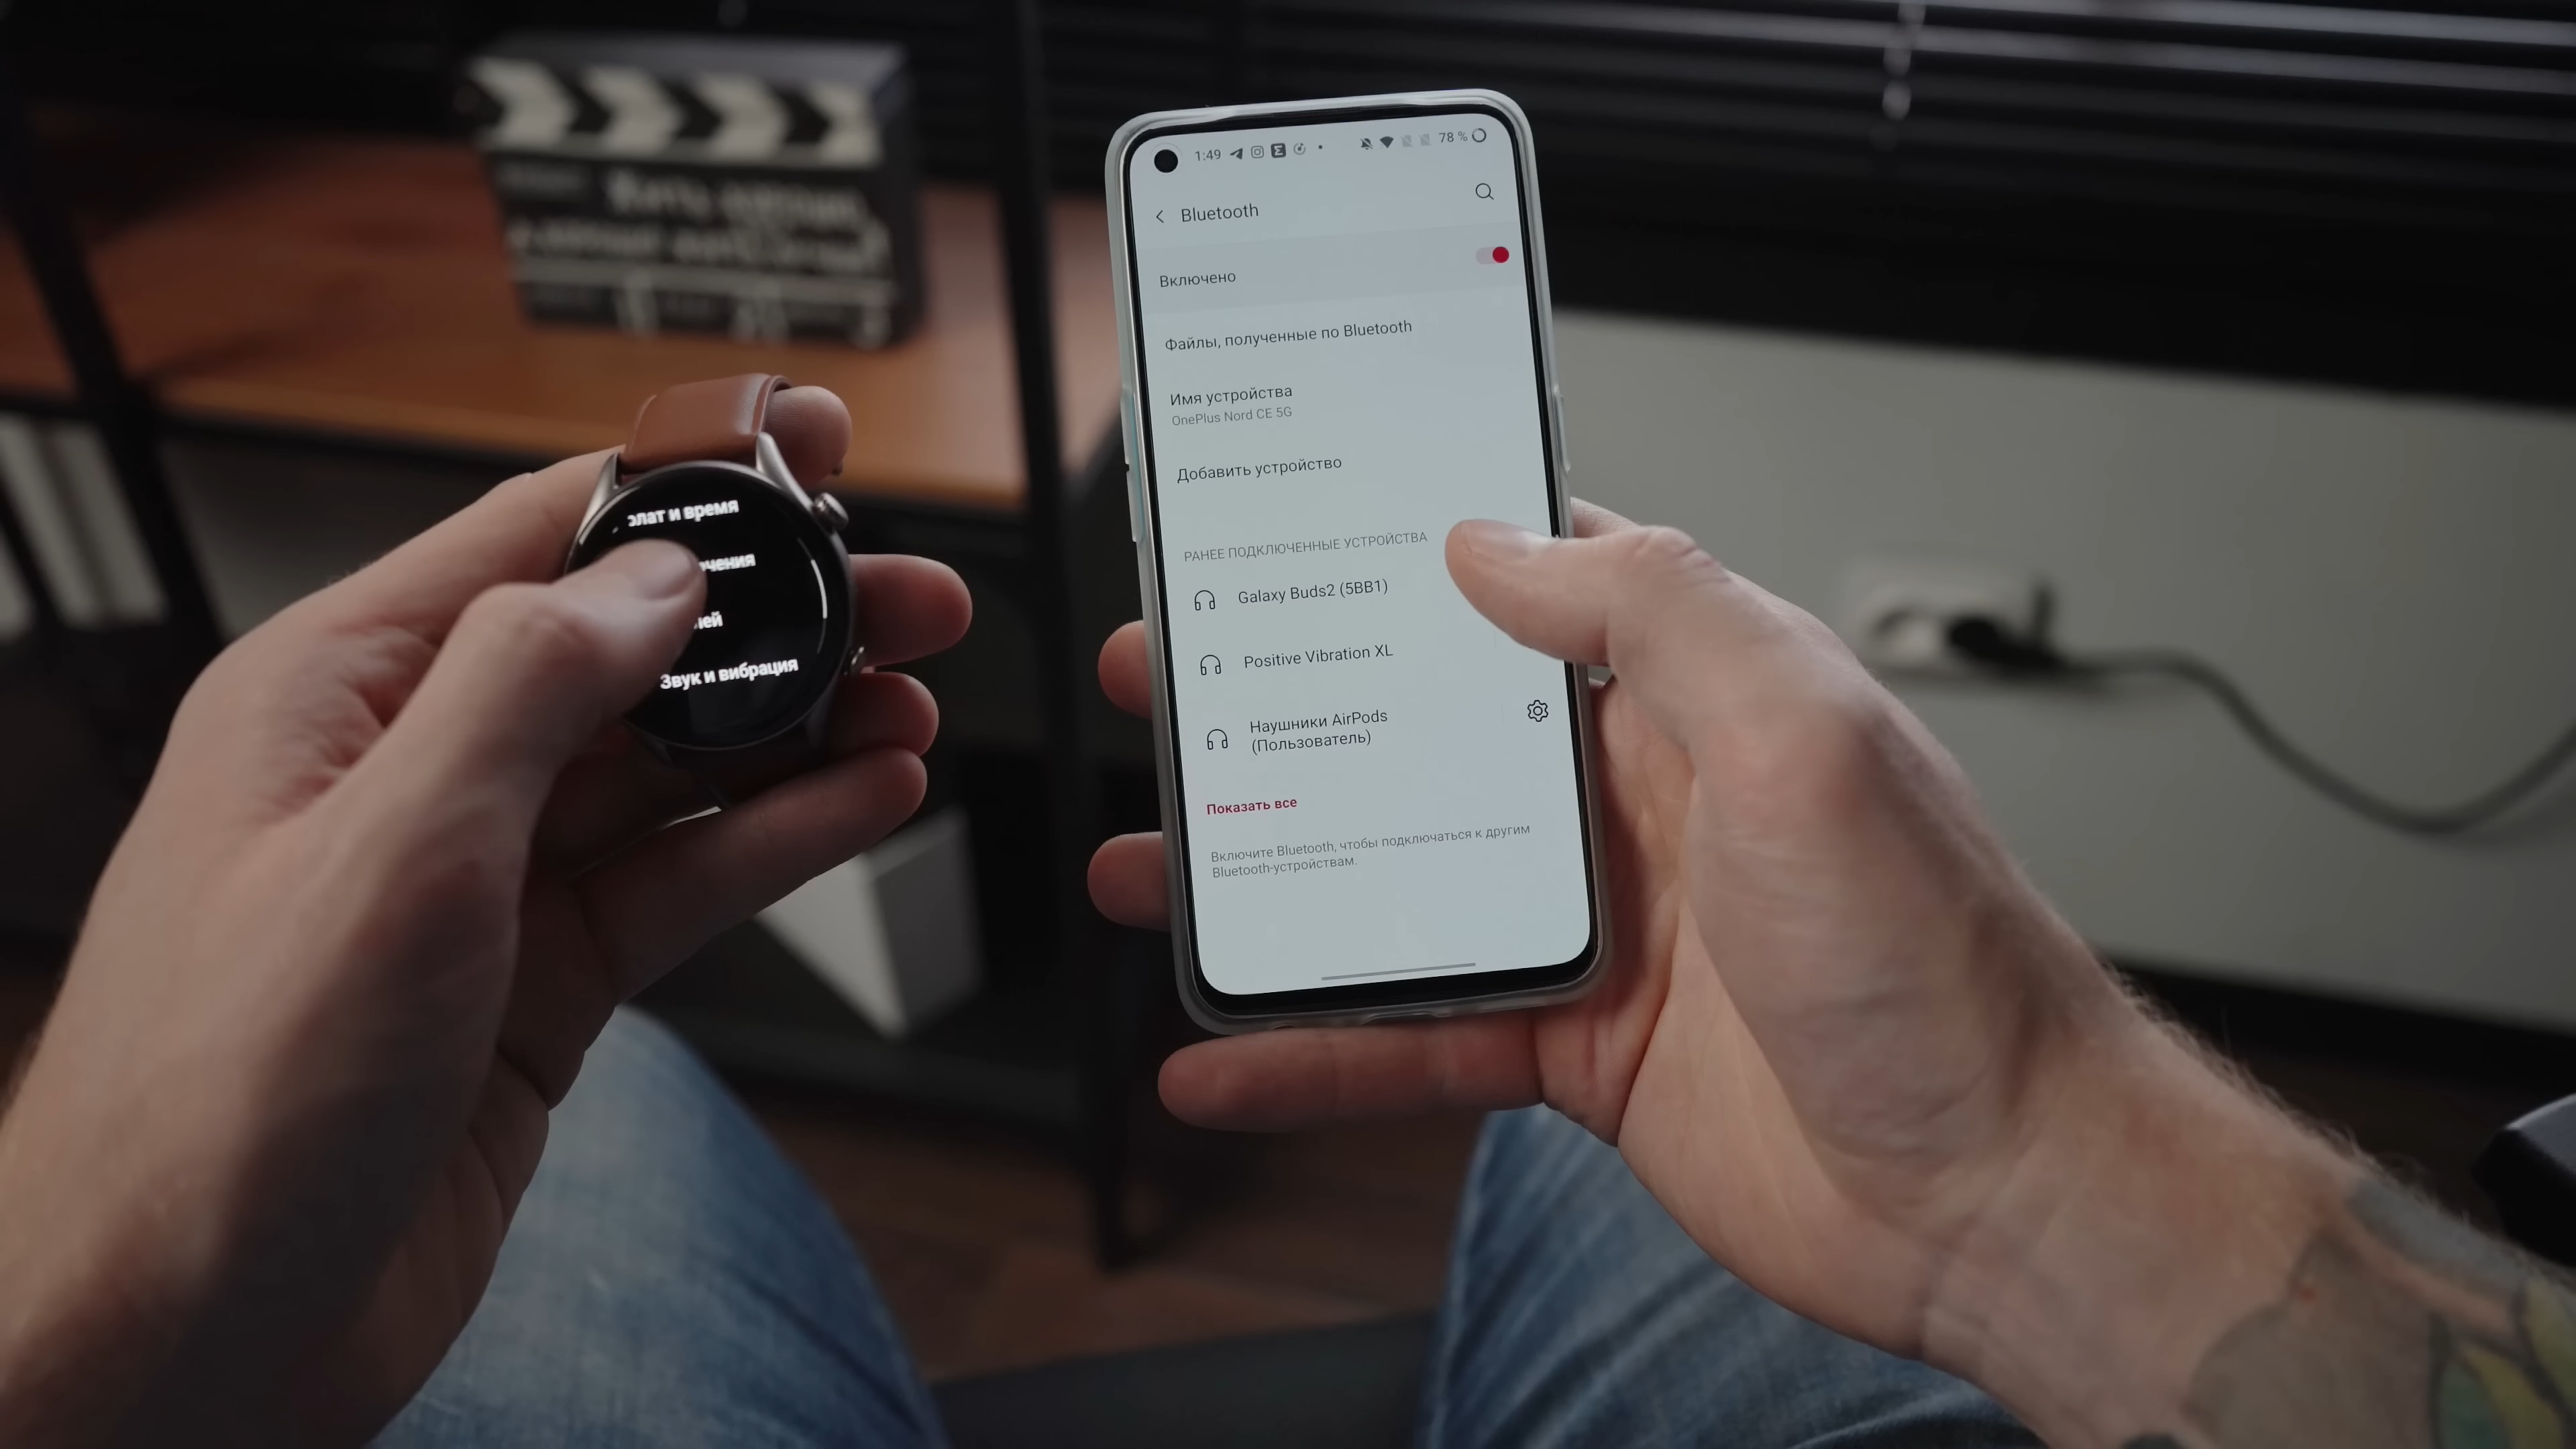 1:49
78 %
Bluetooth
Включено
Файлы, полученные по Bluetooth
Имя устройства
OnePlus Nord CE 5G
Добавить устройство
РАНЕЕ ПОДКЛЮЧЕННЫЕ УСТРОЙСТВА
Galaxy Buds2 (5BB1)
Positive Vibration XL
Наушники AirPods
(Пользователь)
Показать все
Включите Bluetooth, чтобы подключаться к другим
Bluetooth-устройствам.
и время
Звук и вибрация